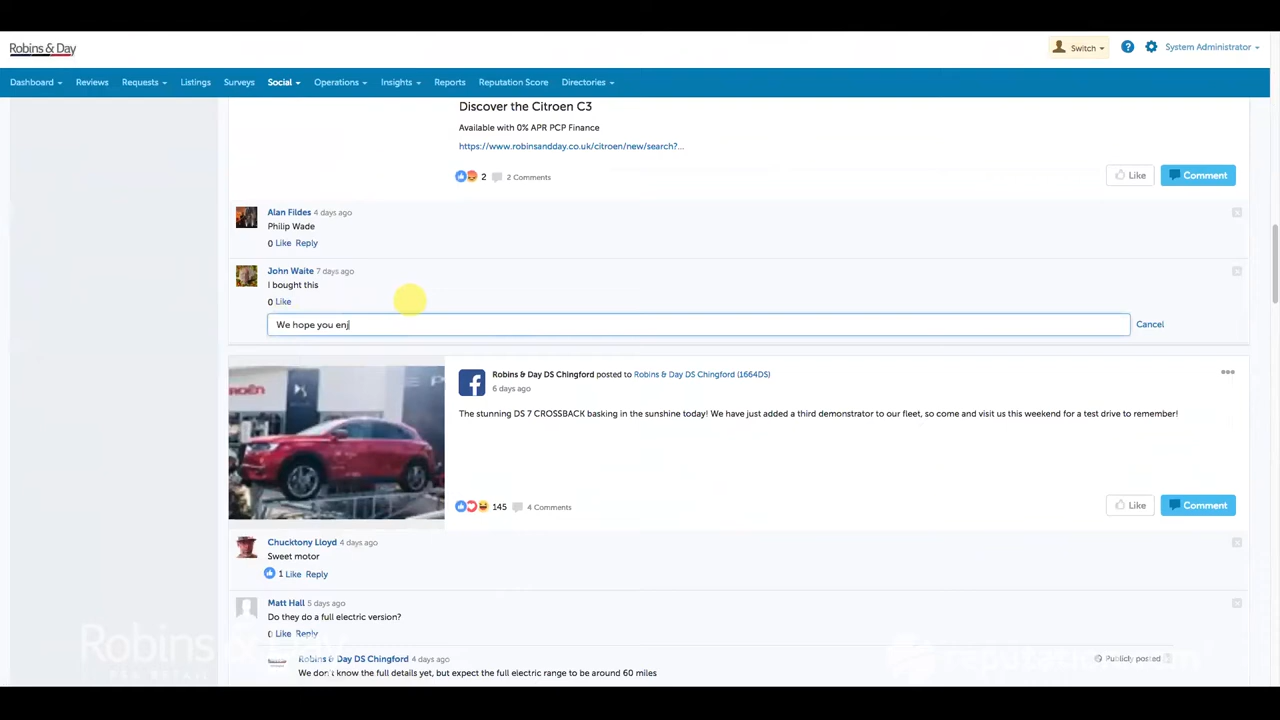 Robins & Day
Switch
System Administrator
Dashboard Reviews Requests Listings Surveys Social Operations Insights Reports Reputation Score Directories
Discover the Citroen C3
Available with 0% APR PCP Finance
https://www.robinsandday.co.uk/citroen/new/search?...
2 2 Comments
Like Comment
Alan Fildes 4 days ago
Philip Wade
0 Like Reply
John Waite 7 days ago
I bought this
0 Like
We hope you enj
Cancel
Robins & Day DS Chingford posted to Robins & Day DS Chingford (1664DS)
6 days ago
The stunning DS 7 CROSSBACK basking in the sunshine today! We have just added a third demonstrator to our fleet, so come and visit us this weekend for a test drive to remember!
145 4 Comments
Like Comment
Chucktony Lloyd 4 days ago
Sweet motor
1 Like Reply
Matt Hall 5 days ago
Do they do a full electric version?
0 Like Reply
Robins & Day
Robins & Day DS Chingford 4 days ago
Publicly posted
reputation.com
We don't know the full details yet, but expect the full electric range to be around 60 miles